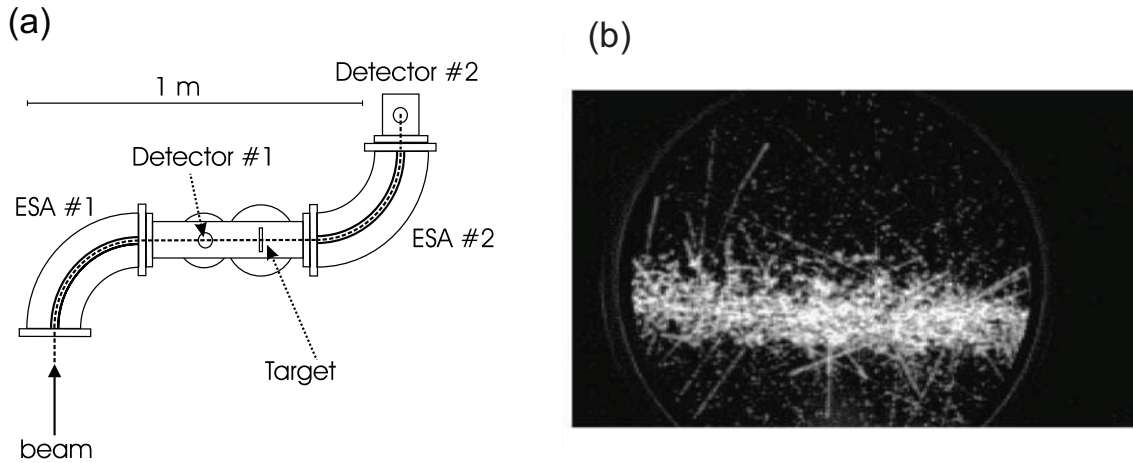 (a)
(b)
Detector #2
1 m
Detector #1
ESA #1
ESA #2
Target
beam